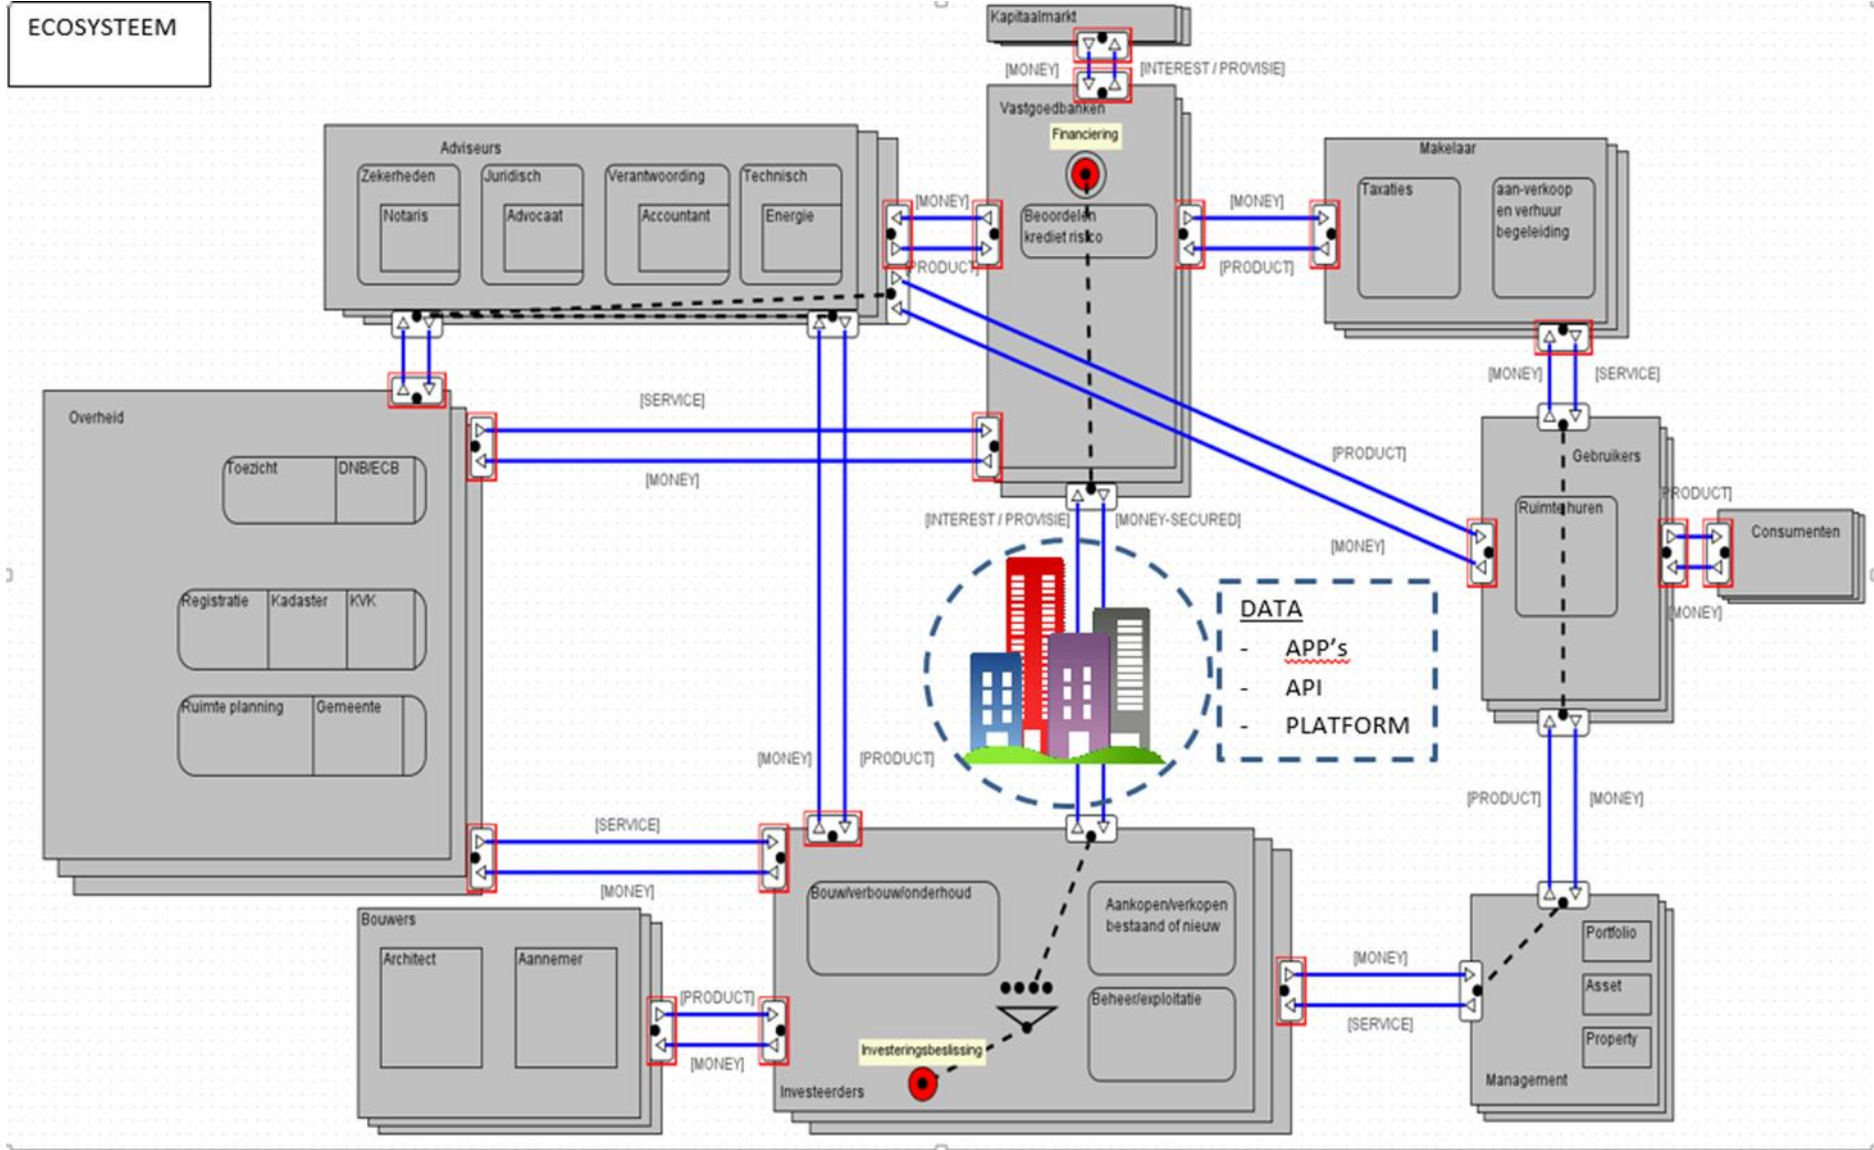 ECOSYSTEEM
Kapitaalmarkt
[MONEY]
[INTEREST / PROVISIE]
Vastgoedbanken
Financiering
Beoordelen
krediet risico
Adviseurs
Zekerheden
Notaris
Juridisch
Advocaat
Verantwoording
Accountant
Technisch
Energie
[MONEY]
[PRODUCT]
[MONEY]
[PRODUCT]
Makelaar
Taxaties
aan-verkoop
en verhuur
begeleiding
[MONEY]
[SERVICE]
Overheid
Toezicht
DNB/ECB
Registratie
Kadaster
KVK
Ruimte planning
Gemeente
[SERVICE]
[MONEY]
[PRODUCT]
[MONEY]
Gebruikers
Ruimte huren
[PRODUCT]
[MONEY]
Consumenten
[INTEREST / PROVISIE]
[MONEY-SECURED]
DATA
- APP's
- API
- PLATFORM
[MONEY]
[PRODUCT]
[PRODUCT]
[MONEY]
[SERVICE]
[MONEY]
Bouwers
Architect
Aannemer
[PRODUCT]
[MONEY]
Bouw/verbouw/onderhoud
Aankopen/verkopen
bestaand of nieuw
Beheer/exploitatie
Investeringsbeslissing
Investeerders
[MONEY]
[SERVICE]
Portfolio
Asset
Property
Management